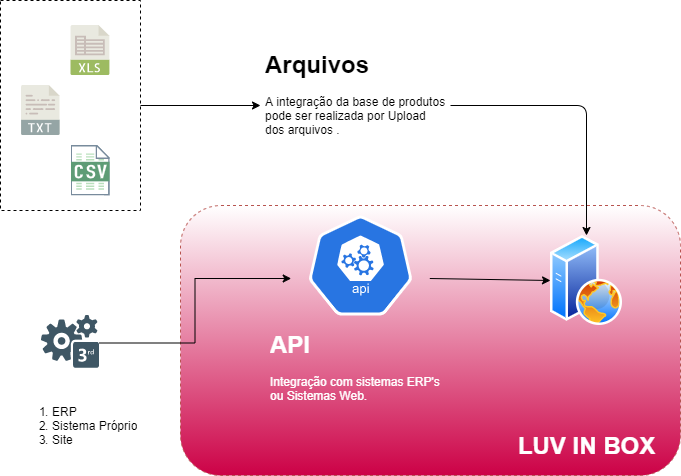 XLS
TXT
CSV
Arquivos
A integração da base de produtos
pode ser realizada por Upload
dos arquivos .
api
3rd
API
Integração com sistemas ERP's
ou Sistemas Web.
1. ERP
2. Sistema Próprio
3. Site
LUV IN BOX